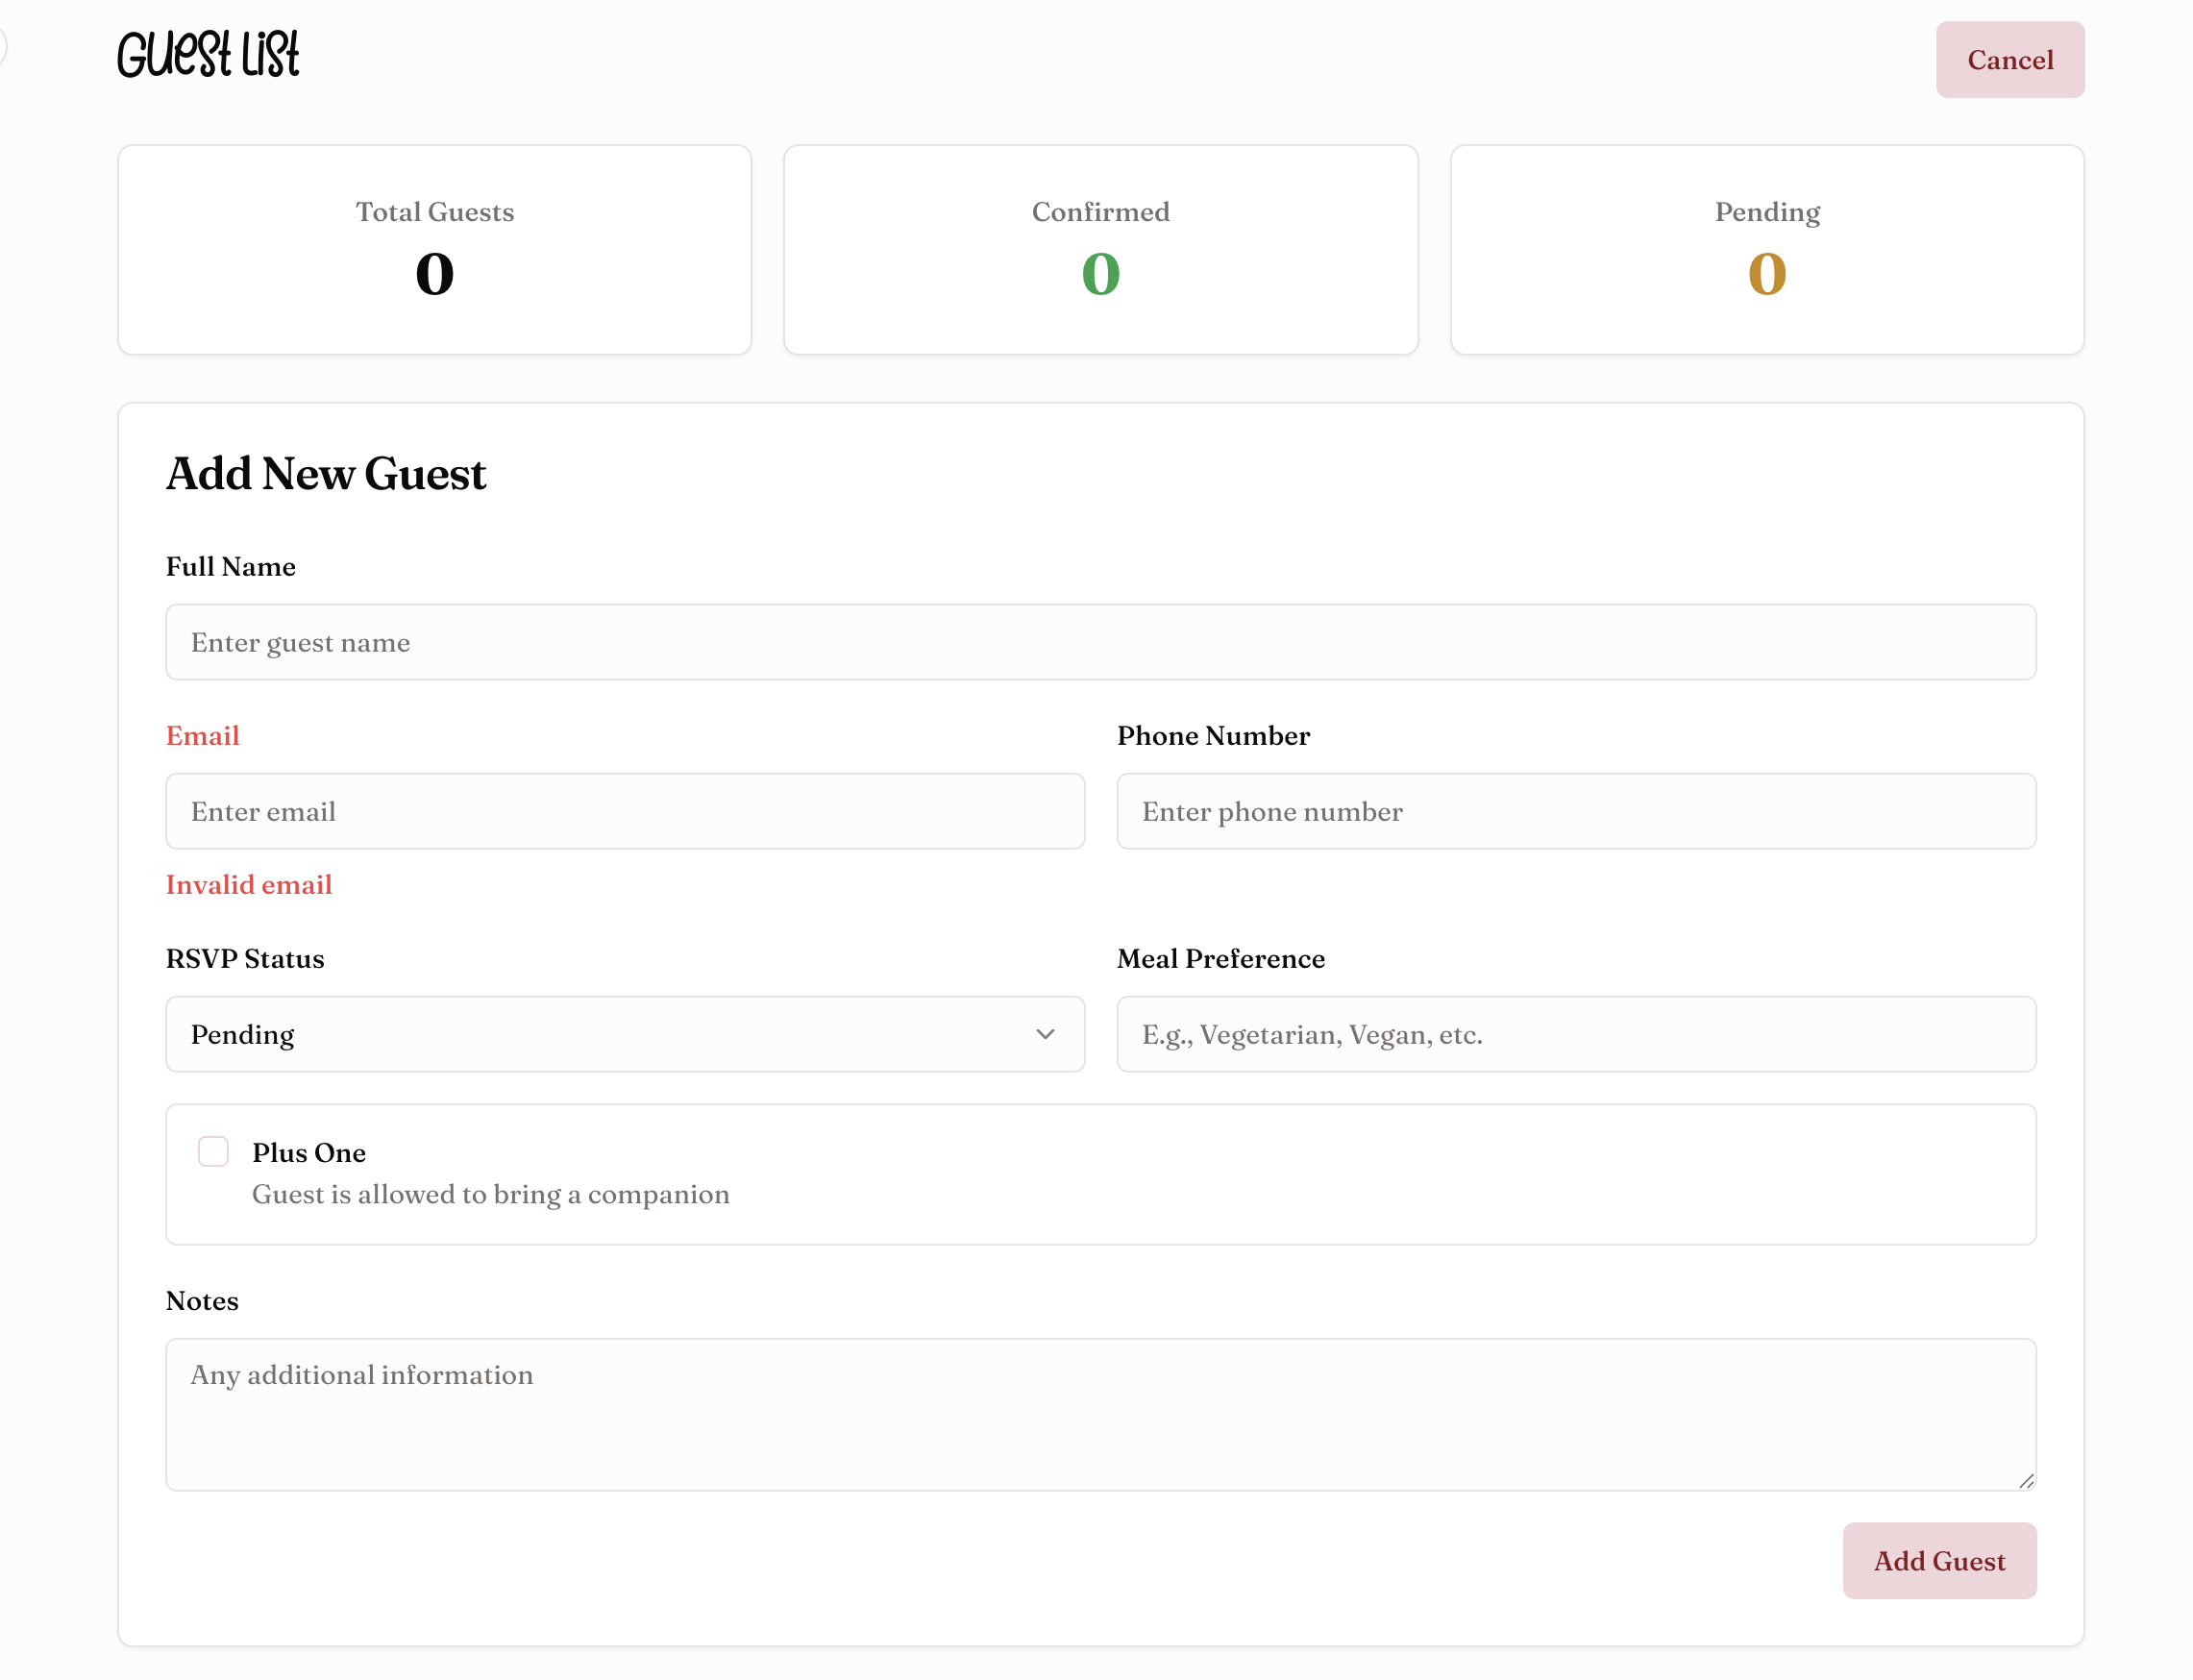 Guest List
Cancel
Total Guests
0
Confirmed
0
Pending
0
Add New Guest
Full Name
Enter guest name
Email
Phone Number
Enter email
Enter phone number
Invalid email
RSVP Status
Meal Preference
Pending
E.g., Vegetarian, Vegan, etc.
Plus One
Guest is allowed to bring a companion
Notes
Any additional information
Add Guest